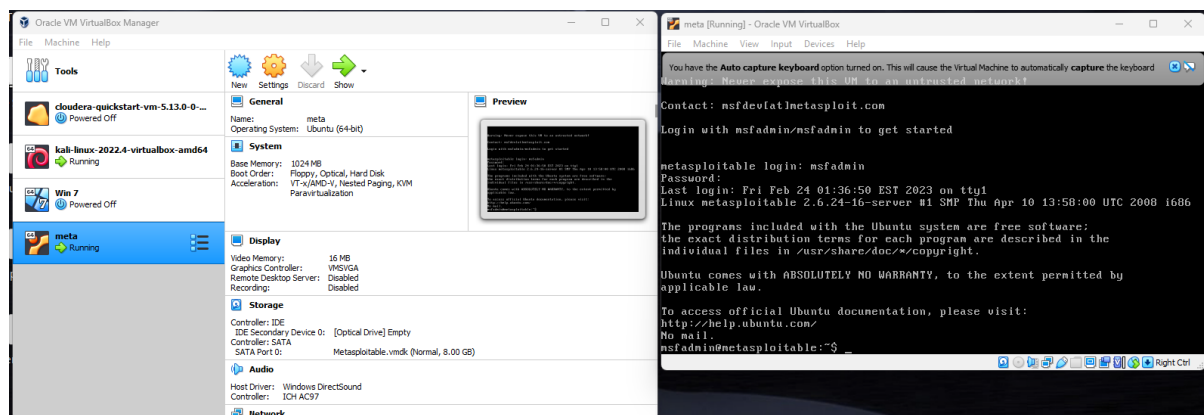 Oracle VM VirtualBox Manager
File Machine Help
Tools
cloudera-quickstart-vm-5.13.0-0-...
Powered Off
kali-linux-2022.4-virtualbox-amd64
Running
Win 7
Powered Off
meta
Running
New Settings Discard Show
General
Name: meta
Operating System: Ubuntu (64-bit)
System
Base Memory: 1024 MB
Boot Order: Floppy, Optical, Hard Disk
Acceleration: VT-x/AMD-V, Nested Paging, KVM
Paravirtualization
Preview
Display
Video Memory: 16 MB
Graphics Controller: VMSVGA
Remote Desktop Server: Disabled
Recording: Disabled
Storage
Controller: IDE
IDE Secondary Device 0: [Optical Drive] Empty
Controller: SATA
SATA Port 0: Metasploitable.vmdk (Normal, 8.00 GB)
Audio
Host Driver: Windows DirectSound
Controller: ICH AC97
Network
meta [Running] - Oracle VM VirtualBox
File Machine View Input Devices Help
You have the Auto capture keyboard option turned on. This will cause the Virtual Machine to automatically capture the keyboard
Warning: Never expose this VM to an untrusted network!
Contact: msfdev[at]metasploit.com
Login with msfadmin/msfadmin to get started
metasploitable login: msfadmin
Password:
Last login: Fri Feb 24 01:36:50 EST 2023 on tty1
Linux metasploitable 2.6.24-16-server #1 SMP Thu Apr 10 13:58:00 UTC 2008 i686
The programs included with the Ubuntu system are free software;
the exact distribution terms for each program are described in the
individual files in /usr/share/doc/*/copyright.
Ubuntu comes with ABSOLUTELY NO WARRANTY, to the extent permitted by
applicable law.
To access official Ubuntu documentation, please visit:
http://help.ubuntu.com/
No mail.
msfadmin@metasploitable:~$ _
Right Ctrl